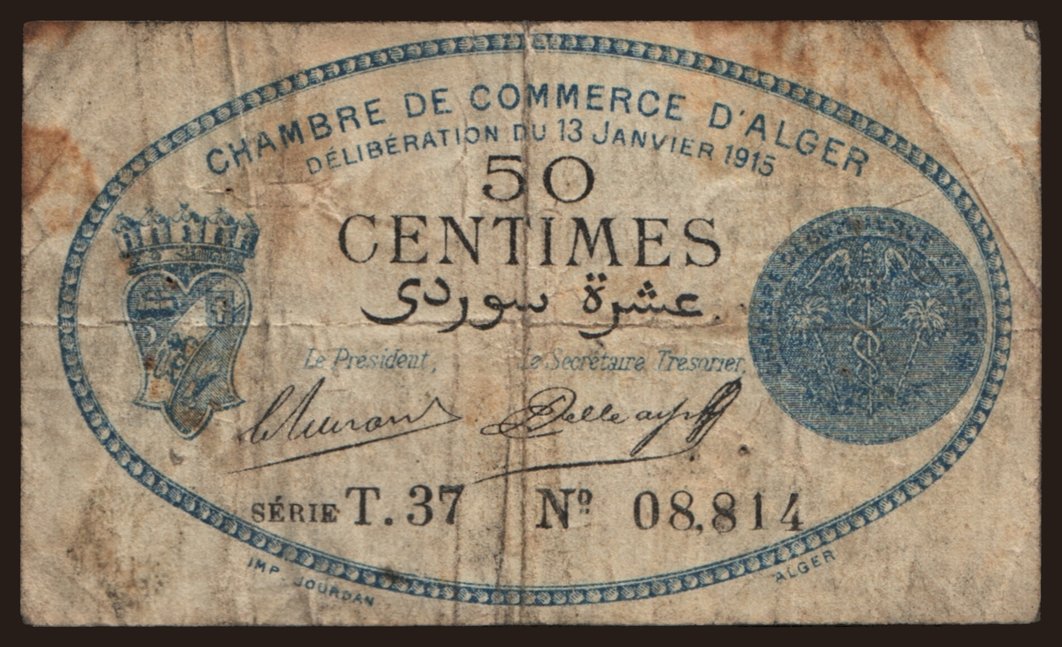 CHAMBRE DE COMMERCE D'ALGER
DÉLIBÉRATION DU 13 JANVIER 1915
50
CENTIMES
عشرة سوردى
Le Président, Le Secrétaire Tresorier,
SÉRIE T.37 Nº 08,814
IMP JOURDAN ALGER